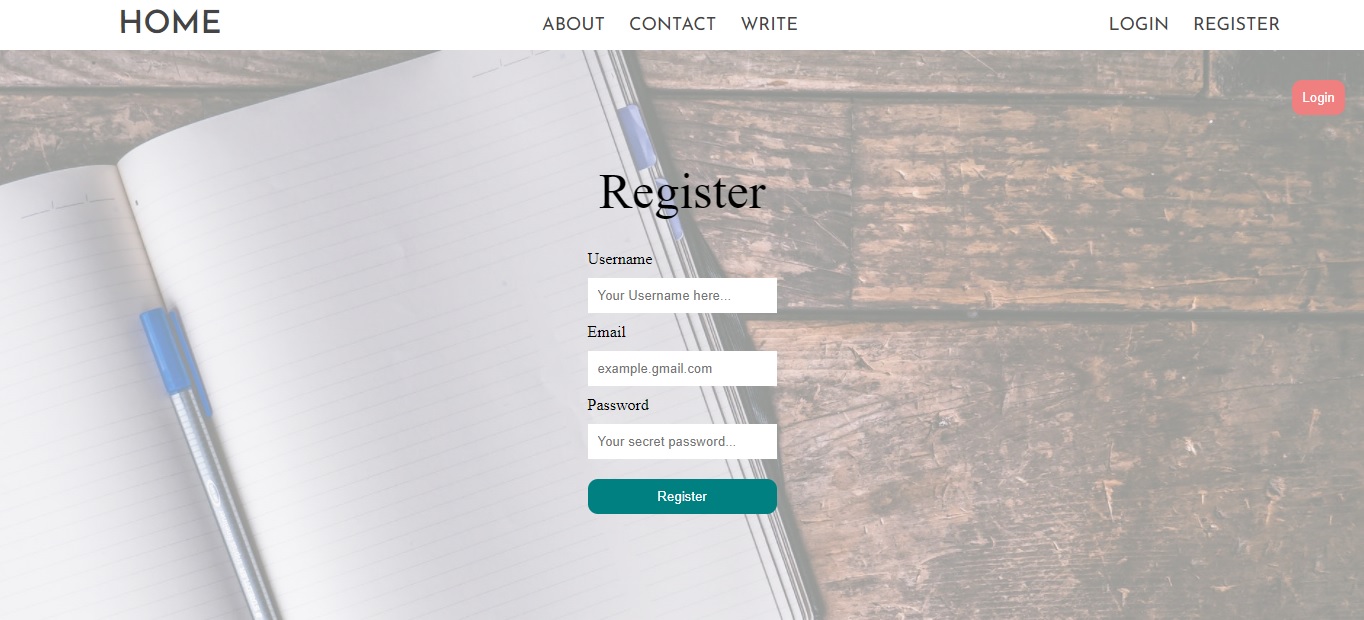 HOME ABOUT CONTACT WRITE LOGIN REGISTER
Login
Register
Username
Your Username here...
Email
example.gmail.com
Password
Your secret password...
Register